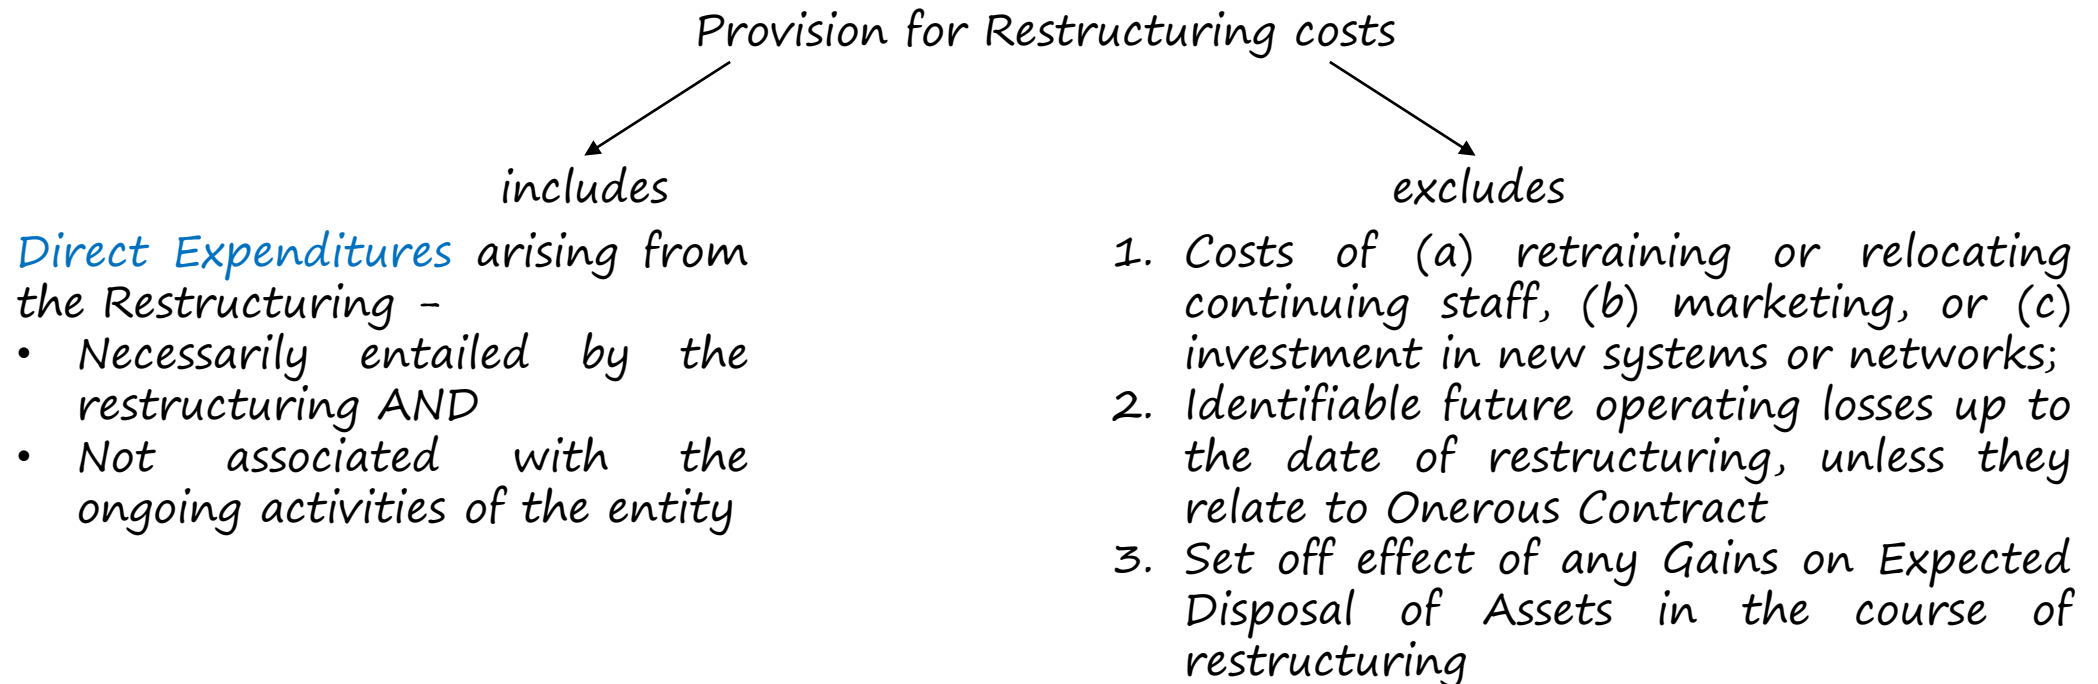 Provision for Restructuring costs
includes
Direct Expenditures arising from
the Restructuring -
• Necessarily entailed by the
restructuring AND
• Not associated with the
ongoing activities of the entity
excludes
1. Costs of (a) retraining or relocating
continuing staff, (b) marketing, or (c)
investment in new systems or networks;
2. Identifiable future operating losses up to
the date of restructuring, unless they
relate to Onerous Contract
3. Set off effect of any Gains on Expected
Disposal of Assets in the course of
restructuring